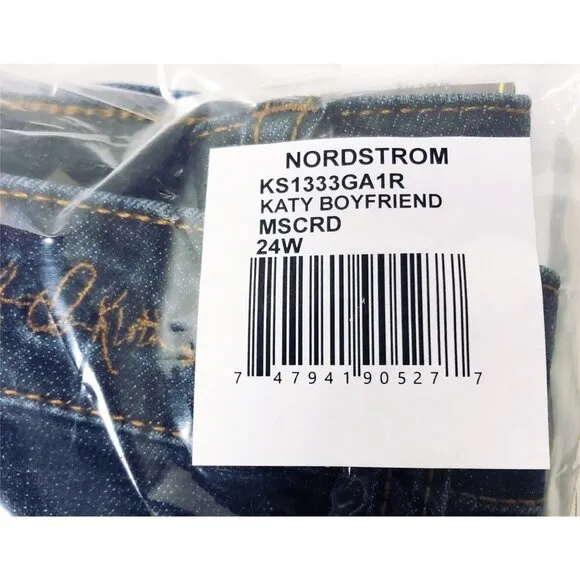 NORDSTROM
KS1333GA1R
KATY BOYFRIEND
MSCRD
24W
7 47941 90527 7